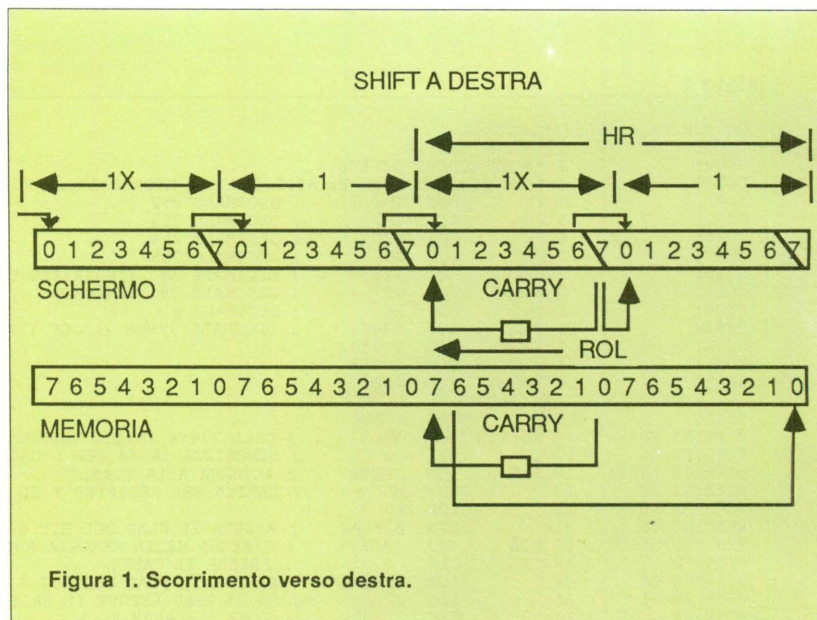 SHIFT A DESTRA
HR
1X 1 1X 1
0 1 2 3 4 5 6 7 0 1 2 3 4 5 6 7 0 1 2 3 4 5 6 7 0 1 2 3 4 5 6 7
SCHERMO CARRY
ROL
7 6 5 4 3 2 1 0 7 6 5 4 3 2 1 0 7 6 5 4 3 2 1 0 7 6 5 4 3 2 1 0
MEMORIA CARRY
Figura 1. Scorrimento verso destra.